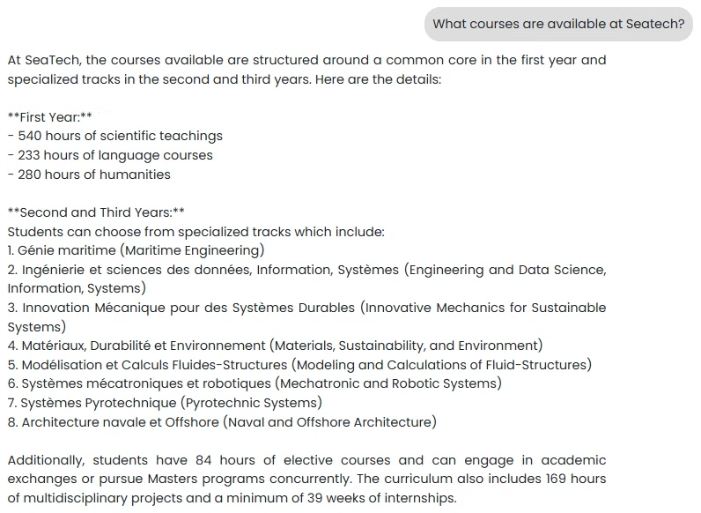 What courses are available at Seatech?
At SeaTech, the courses available are structured around a common core in the first year and
specialized tracks in the second and third years. Here are the details:
**First Year:**
- 540 hours of scientific teachings
- 233 hours of language courses
- 280 hours of humanities
**Second and Third Years:**
Students can choose from specialized tracks which include:
1. Génie maritime (Maritime Engineering)
2. Ingénierie et sciences des données, Information, Systèmes (Engineering and Data Science,
Information, Systems)
3. Innovation Mécanique pour des Systèmes Durables (Innovative Mechanics for Sustainable
Systems)
4. Matériaux, Durabilité et Environnement (Materials, Sustainability, and Environment)
5. Modélisation et Calculs Fluides-Structures (Modeling and Calculations of Fluid-Structures)
6. Systèmes mécatroniques et robotiques (Mechatronic and Robotic Systems)
7. Systèmes Pyrotechnique (Pyrotechnic Systems)
8. Architecture navale et Offshore (Naval and Offshore Architecture)
Additionally, students have 84 hours of elective courses and can engage in academic
exchanges or pursue Masters programs concurrently. The curriculum also includes 169 hours
of multidisciplinary projects and a minimum of 39 weeks of internships.